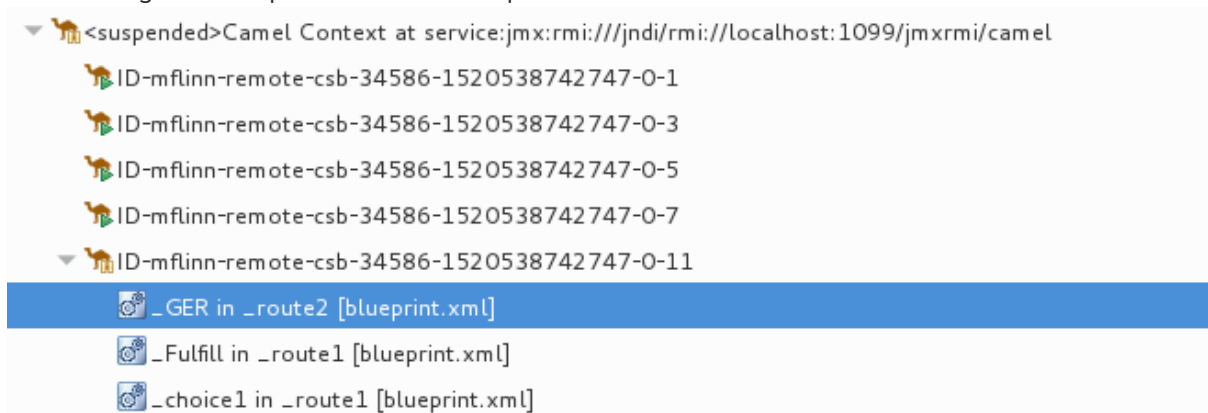 <suspended>Camel Context at service:jmx:rmi:///jndi/rmi://localhost:1099/jmxrmi/camel
ID-mflinn-remote-csb-34586-1520538742747-0-1
ID-mflinn-remote-csb-34586-1520538742747-0-3
ID-mflinn-remote-csb-34586-1520538742747-0-5
ID-mflinn-remote-csb-34586-1520538742747-0-7
ID-mflinn-remote-csb-34586-1520538742747-0-11
_GER in _route2 [blueprint.xml]
_Fulfill in _route1 [blueprint.xml]
_choice1 in _route1 [blueprint.xml]